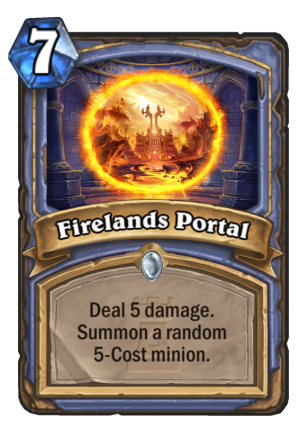 7
Firelands Portal
Deal 5 damage.
Summon a random
5-Cost minion.